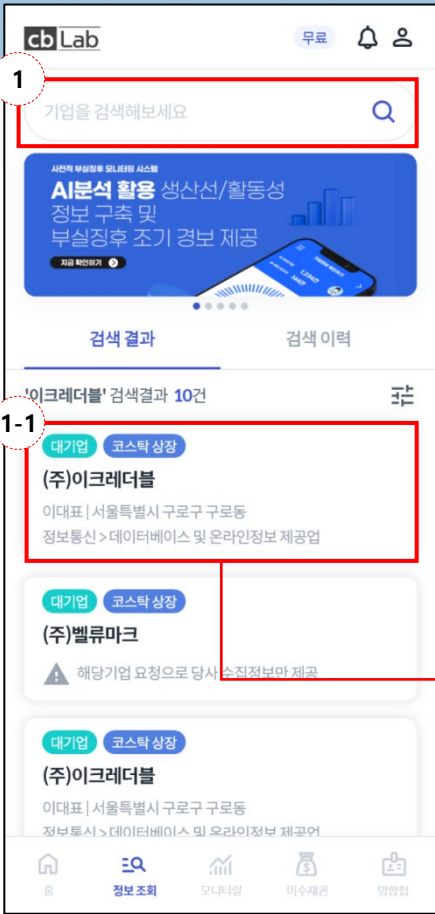 cb Lab
무료
1
기업을 검색해보세요
사전적 부실징후 모니터링 시스템
AI분석 활용 생산선/활동성
정보 구축 및
부실징후 조기 경보 제공
지금 확인하기
검색 결과
검색 이력
'이크레더블' 검색결과 10건
1-1
대기업 코스닥 상장
(주)이크레더블
이대표 | 서울특별시 구로구 구로동
정보통신 > 데이터베이스 및 온라인정보 제공업
대기업 코스닥 상장
(주)벨류마크
해당기업 요청으로 당사 수집정보만 제공
대기업 코스닥 상장
(주)이크레더블
이대표 | 서울특별시 구로구 구로동
정보통신 > 데이터베이스 및 온라인정보 제공업
홈
정보 조회
모니터링
미수채권
명함첩